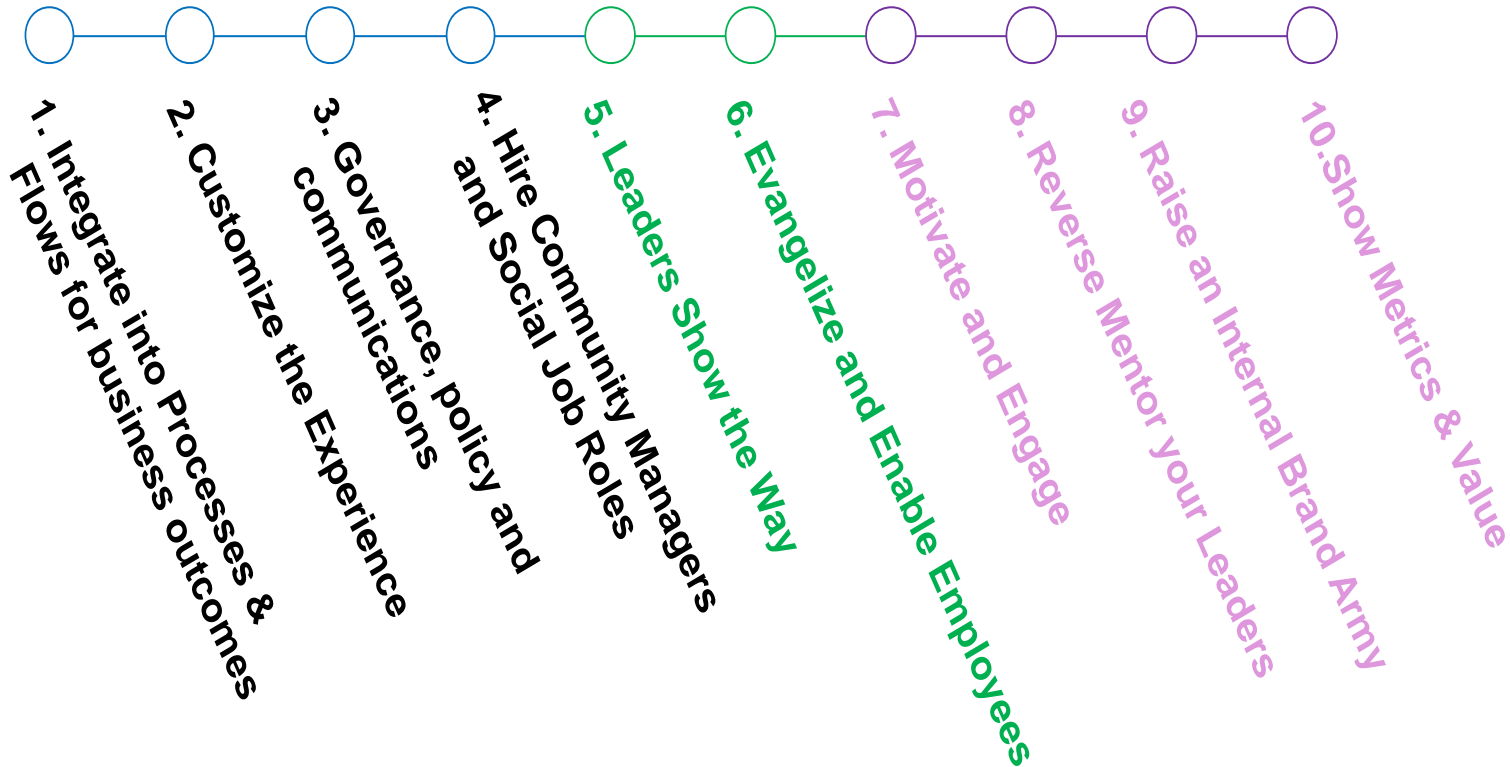 1. Integrate into Processes &
Flows for business outcomes
2. Customize the Experience
3. Governance, policy and
communications
4. Hire Community Managers
and Social Job Roles
5. Leaders Show the Way
6. Evangelize and Enable Employees
7. Motivate and Engage
8. Reverse Mentor your Leaders
9. Raise an Internal Brand Army
10.Show Metrics & Value